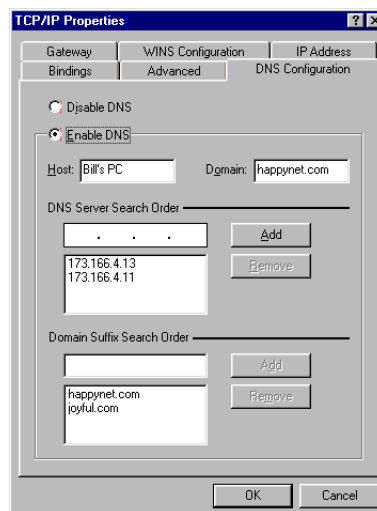 TCP/IP Properties
Gateway WINS Configuration IP Address
Bindings Advanced DNS Configuration
Disable DNS
Enable DNS
Host: Bill's PC Domain: happynet.com
DNS Server Search Order
. . . Add
173.166.4.13 Remove
173.166.4.11
Domain Suffix Search Order
Add
happynet.com Remove
joyful.com
OK Cancel